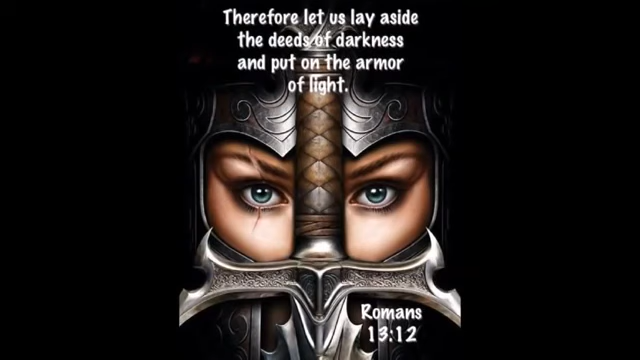 Therefore let us lay aside
the deeds of darkness
and put on the armor
of light.
Romans
13:12